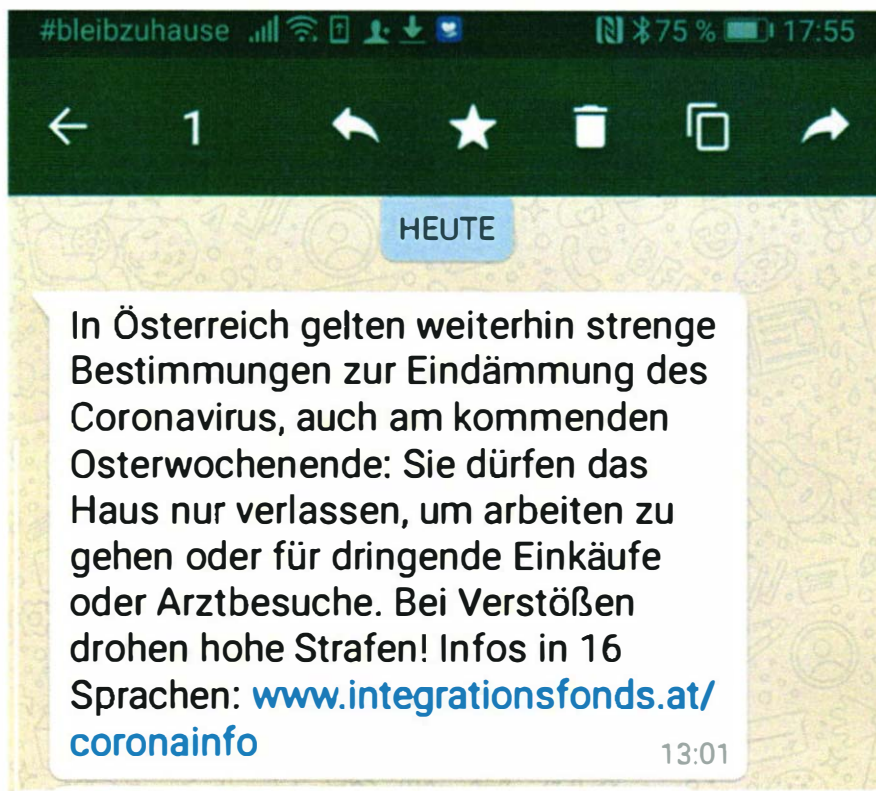 #bleibzuhause 75 % 17:55
1
HEUTE
In Österreich gelten weiterhin strenge
Bestimmungen zur Eindämmung des
Coronavirus, auch am kommenden
Osterwochenende: Sie dürfen das
Haus nur verlassen, um arbeiten zu
gehen oder für dringende Einkäufe
oder Arztbesuche. Bei Verstößen
drohen hohe Strafen! Infos in 16
Sprachen: www.integrationsfonds.at/
coronainfo
13:01